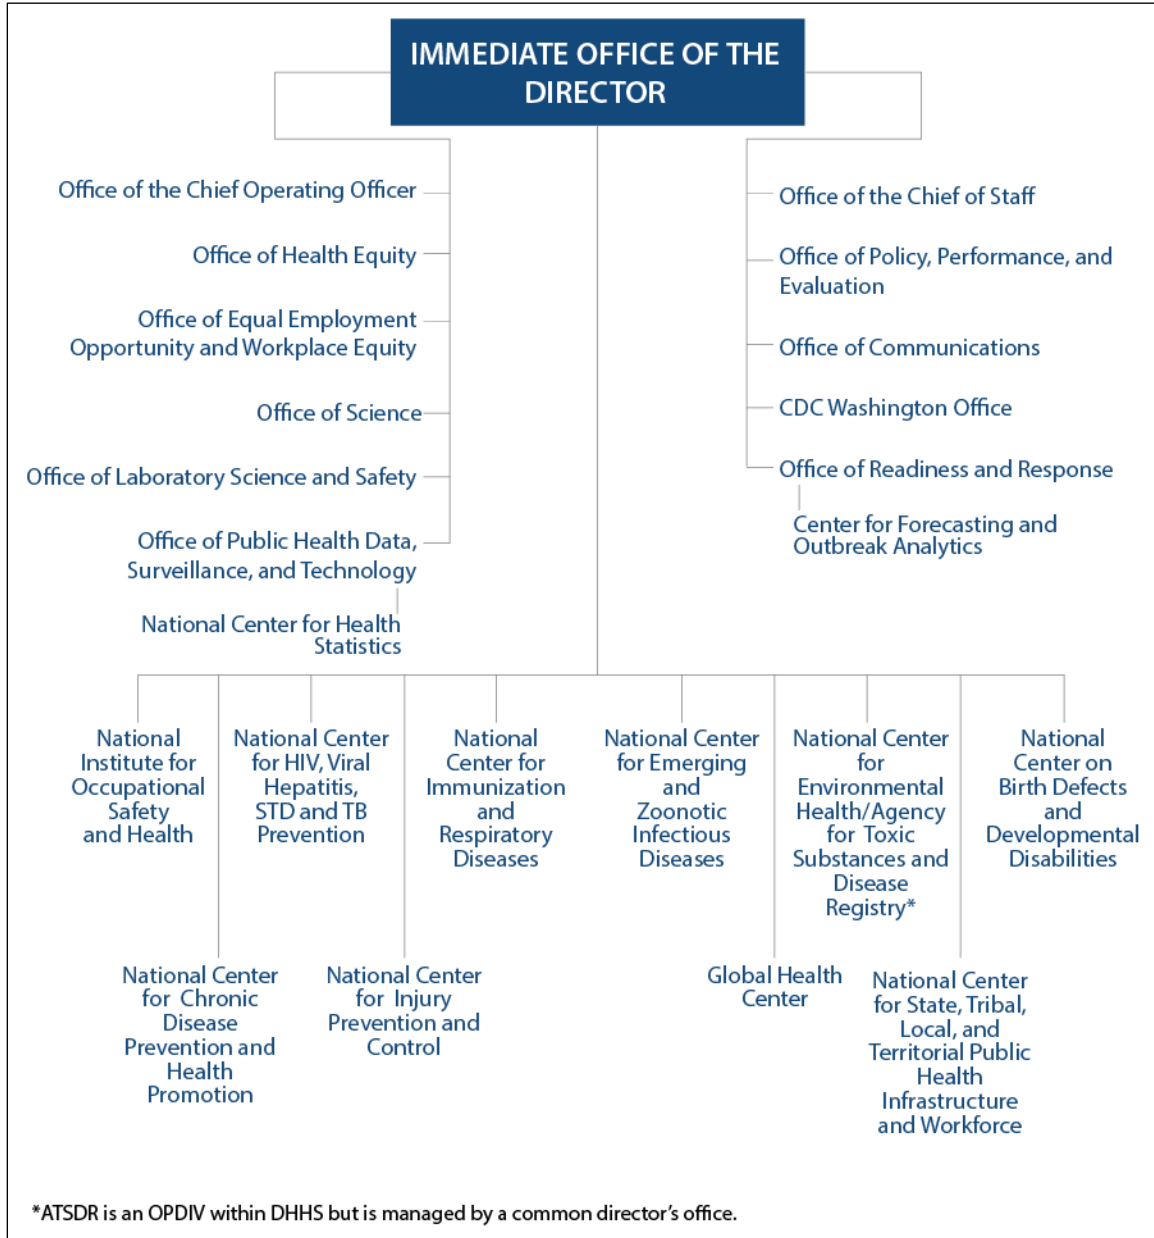 IMMEDIATE OFFICE OF THE
DIRECTOR
Office of the Chief Operating Officer
Office of Health Equity
Office of Equal Employment
Opportunity and Workplace Equity
Office of Science
Office of Laboratory Science and Safety
Office of Public Health Data,
Surveillance, and Technology
National Center for Health
Statistics
Office of the Chief of Staff
Office of Policy, Performance, and
Evaluation
Office of Communications
CDC Washington Office
Office of Readiness and Response
Center for Forecasting and
Outbreak Analytics
National
Institute for
Occupational
Safety
and Health
National Center
for HIV, Viral
Hepatitis,
STD and TB
Prevention
National
Center for
Immunization
and
Respiratory
Diseases
National Center
for Emerging
and
Zoonotic
Infectious
Diseases
National Center
for
Environmental
Health/Agency
for Toxic
Substances and
Disease
Registry*
National
Center on
Birth Defects
and
Developmental
Disabilities
National Center
for Chronic
Disease
Prevention and
Health
Promotion
National Center
for Injury
Prevention and
Control
Global Health
Center
National Center
for State, Tribal,
Local, and
Territorial Public
Health
Infrastructure
and Workforce
*ATSDR is an OPDIV within DHHS but is managed by a common director's office.